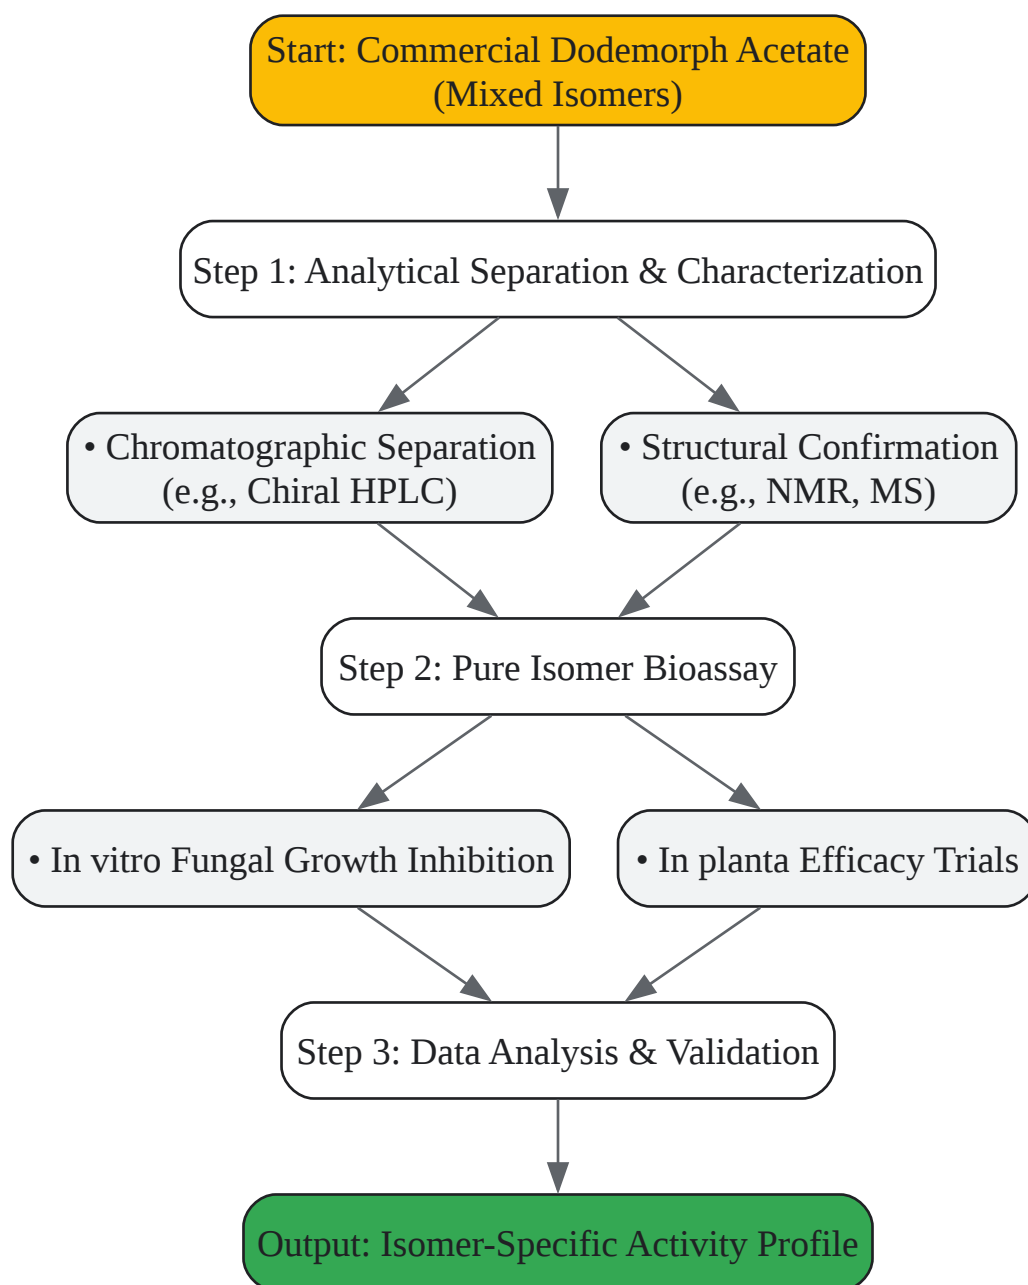 Start: Commercial Dodemorph Acetate
(Mixed Isomers)
Step 1: Analytical Separation & Characterization
• Chromatographic Separation
(e.g., Chiral HPLC)
• Structural Confirmation
(e.g., NMR, MS)
Step 2: Pure Isomer Bioassay
• In vitro Fungal Growth Inhibition
• In planta Efficacy Trials
Step 3: Data Analysis & Validation
Output: Isomer-Specific Activity Profile